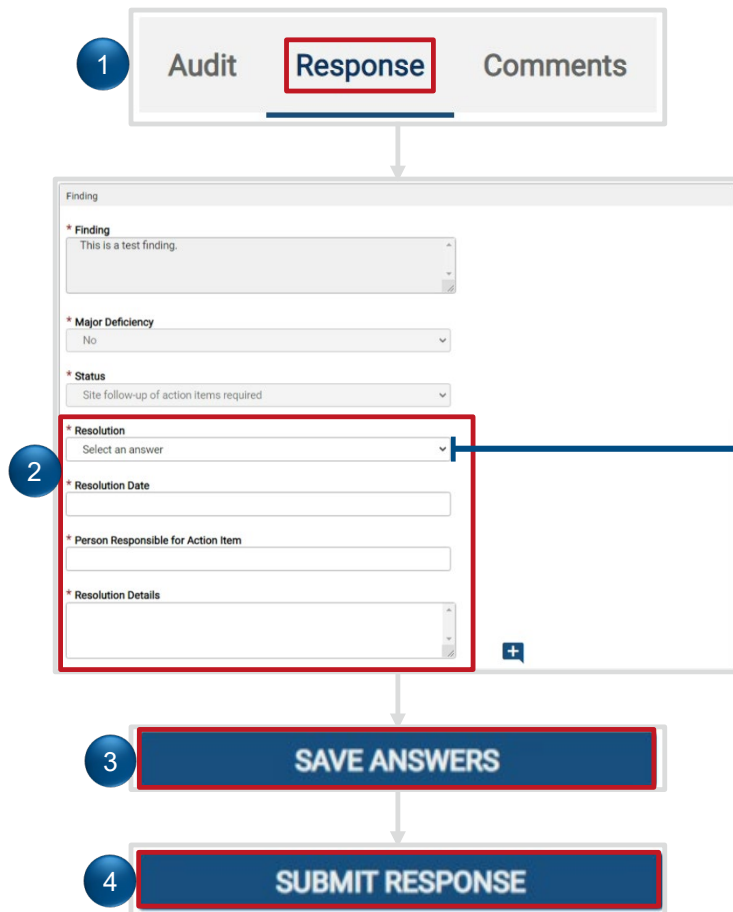 1
Audit Response Comments
Finding
* Finding
This is a test finding.
* Major Deficiency
No
* Status
Site follow-up of action items required
2
* Resolution
Select an answer
* Resolution Date
* Person Responsible for Action Item
* Resolution Details
3
SAVE ANSWERS
4
SUBMIT RESPONSE